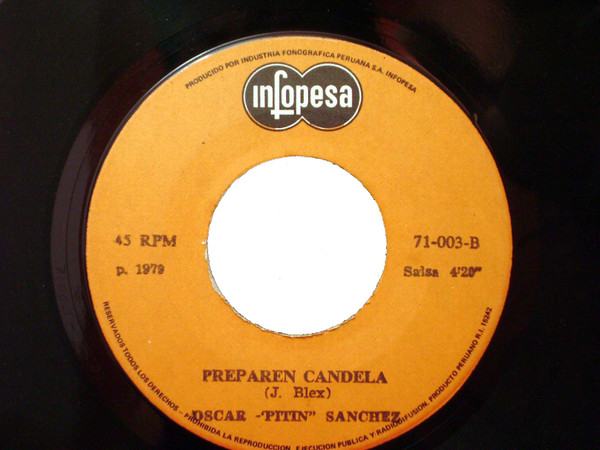 PRODUCIDO POR INDUSTRIA FONOGRAFICA PERUANA S.A. INFOPESA
infopesa
45 RPM
71-003-B
p. 1979
Salsa 4'20"
PREPAREN CANDELA
(J. Blex)
OSCAR -"PITIN" SANCHEZ
RESERVADOS TODOS LOS DERECHOS - PROHIBIDA LA REPRODUCCION. EJECUCION PUBLICA Y RADIODIFUSION. PRODUCTO PERUANO R.I. 16242